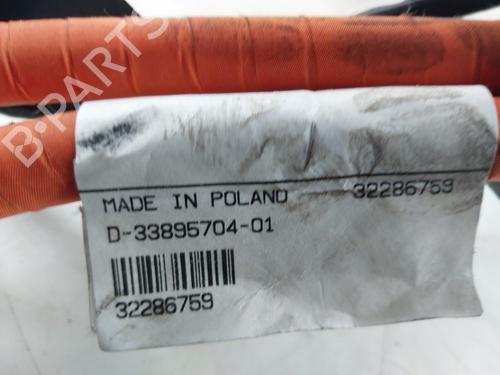 B-PARTS
MADE IN POLAND 32286759
D-33895704-01
32286759